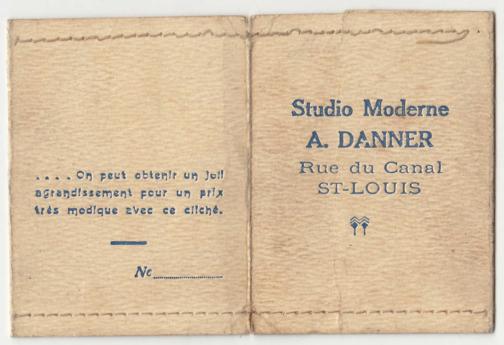 ....On peut obtenir un joli
agrandissement pour un prix
très modique avec ce cliché.
No
Studio Moderne
A. DANNER
Rue du Canal
ST-LOUIS